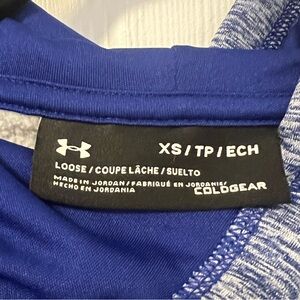 XS/TP/ECH
LOOSE/COUPE LÂCHE/SUELTO
MADE IN JORDAN/FABRIQUÉ EN JORDANIE/
HECHO EN JORDANIA
COLDGEAR